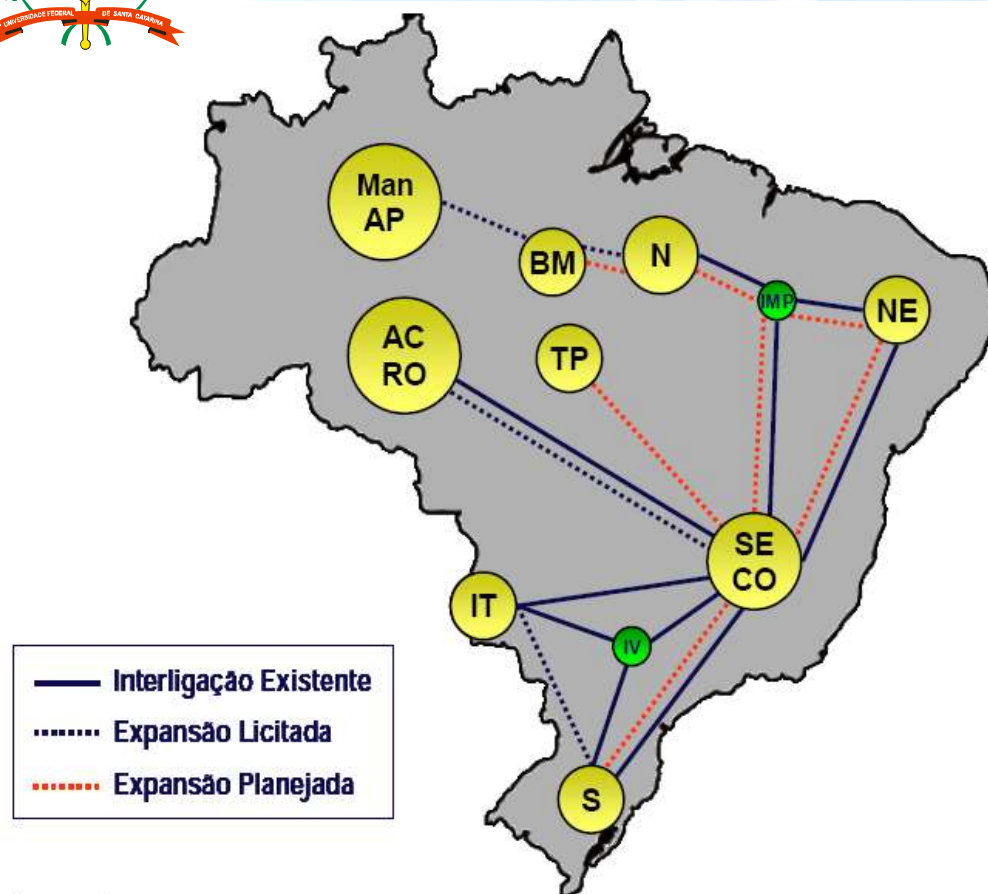 UNIVERSIDADE FEDERAL DE SANTA CATARINA
Man
AP
BM
N
IMP
NE
AC
RO
TP
SE
CO
IT
IV
S
Interligação Existente
Expansão Licitada
Expansão Planejada